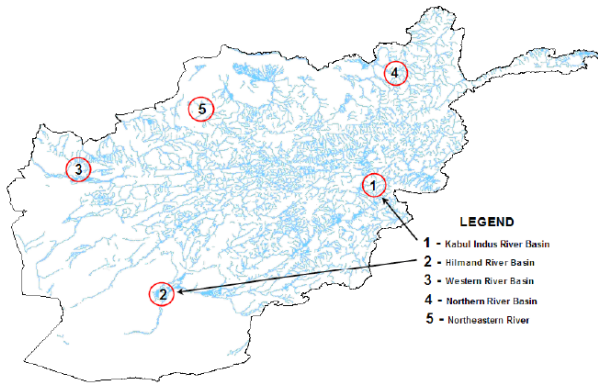 4
5
3
1
2
LEGEND
1 - Kabul Indus River Basin
2 - Hilmand River Basin
3 - Western River Basin
4 - Northern River Basin
5 - Northeastern River